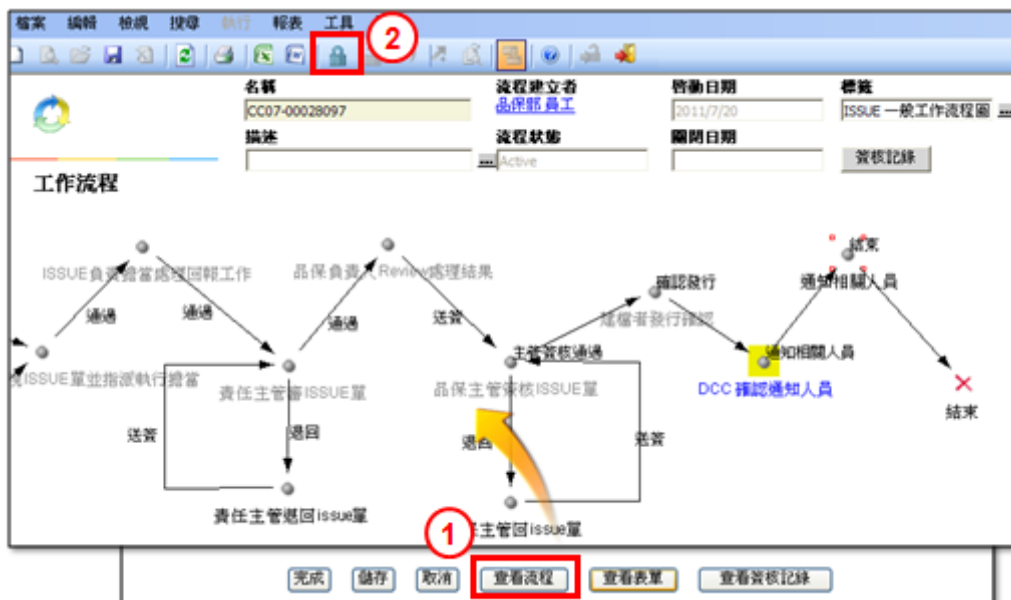 檔案 編輯 檢視 搜尋 執行 報表 工具
2
名稱 流程建立者 啓動日期 標籤
CC07-00028097 品保部 員工 2011/7/20 ISSUE 一般工作流程圖 ...
描述 流程狀態 關閉日期
... Active 簽核記錄
工作流程
結束
ISSUE負責擔當處理回報工作 品保負責人Review處理結果 通知相關人員
確認發行
通過 通過 通過 送簽 建檔者發行確認
主管簽核通過 通知相關人員
ISSUE單並指派執行擔當 責任主管審ISSUE單 品保主管簽核ISSUE單 DCC 確認通知人員
結束
送簽 退回 退回 送簽
責任主管退回issue單 主管回issue單
1
完成 儲存 取消 查看流程 查看表單 查看簽核記錄